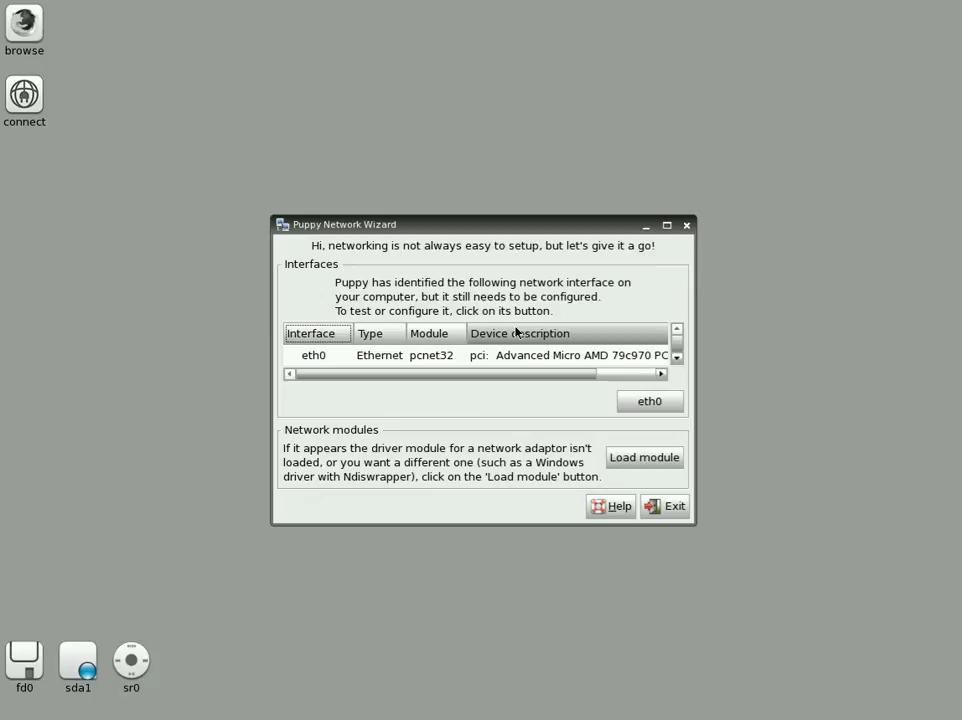 browse
connect
Puppy Network Wizard
Hi, networking is not always easy to setup, but let's give it a go!
Interfaces
Puppy has identified the following network interface on
your computer, but it still needs to be configured.
To test or configure it, click on its button.
Interface Type Module Device description
eth0 Ethernet pcnet32 pci: Advanced Micro AMD 79c970 PC
eth0
Network modules
If it appears the driver module for a network adaptor isn't
loaded, or you want a different one (such as a Windows
driver with Ndiswrapper), click on the 'Load module' button.
Load module
Help Exit
fd0 sda1 sr0